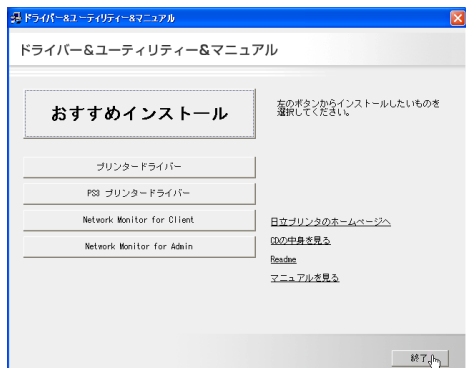 ドライバー&ユーティリティー&マニュアル
ドライバー&ユーティリティー&マニュアル
おすすめインストール
左のボタンからインストールしたいものを
選択してください。
プリンタードライバー
PS3 プリンタードライバー
Network Monitor for Client
Network Monitor for Admin
日立プリンタのホームページへ
CDの中身を見る
Readme
マニュアルを見る
終了